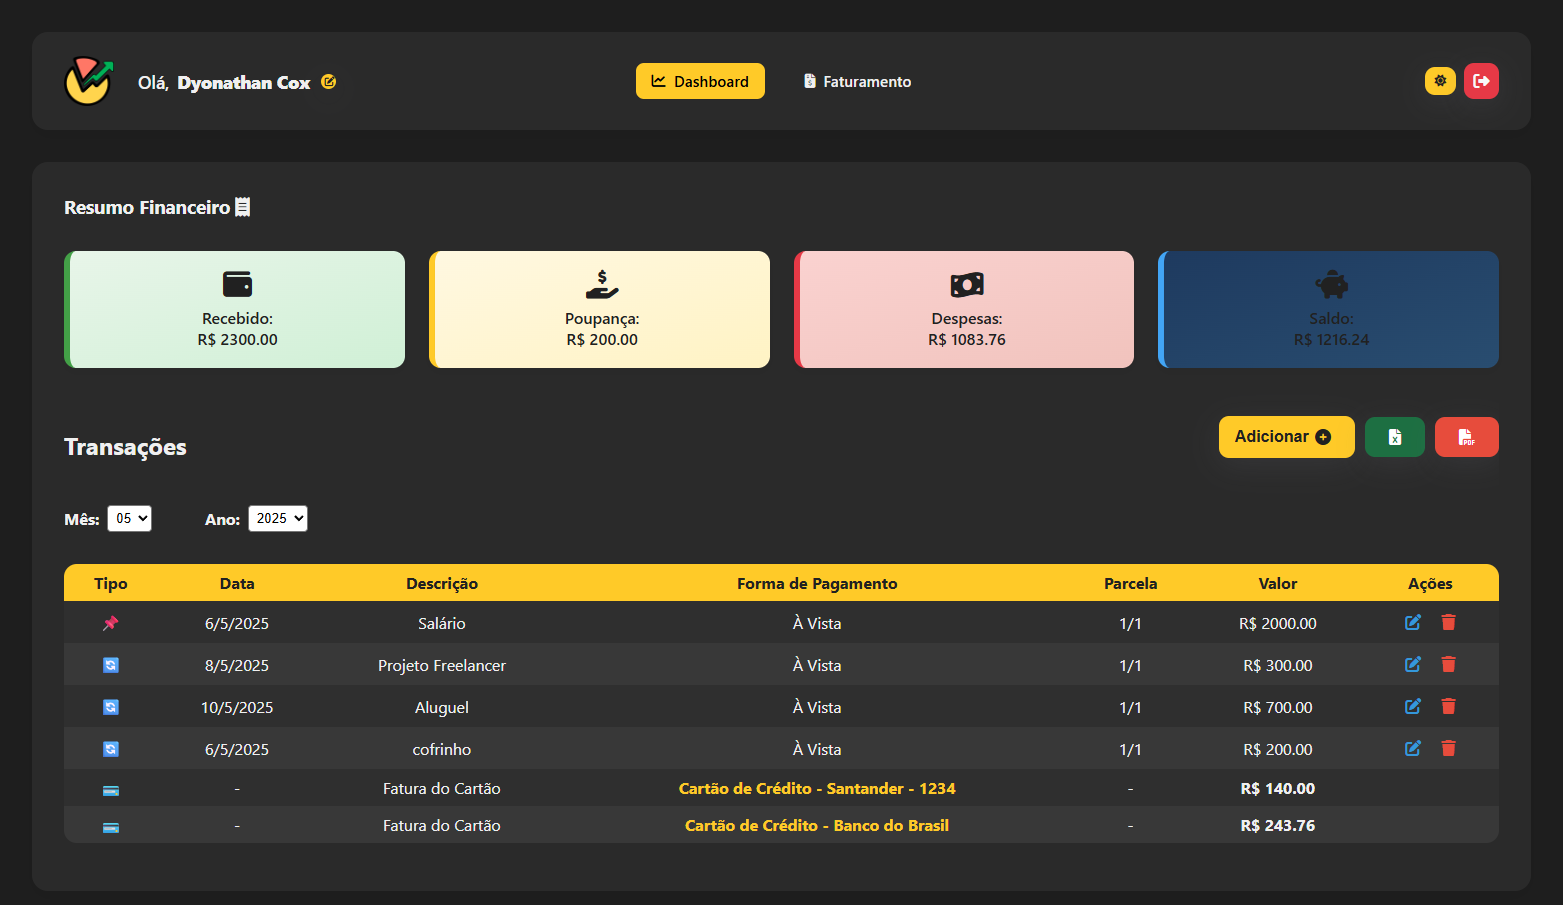 Olá, Dyonathan Cox
Dashboard
Faturamento
Resumo Financeiro
Recebido:
R$ 2300.00
Poupança:
R$ 200.00
Despesas:
R$ 1083.76
Saldo:
R$ 1216.24
Transações
Adicionar
Mês: 05 Ano: 2025
Tipo Data Descrição Forma de Pagamento Parcela Valor Ações
6/5/2025 Salário À Vista 1/1 R$ 2000.00
8/5/2025 Projeto Freelancer À Vista 1/1 R$ 300.00
10/5/2025 Aluguel À Vista 1/1 R$ 700.00
6/5/2025 cofrinho À Vista 1/1 R$ 200.00
- Fatura do Cartão Cartão de Crédito - Santander - 1234 - R$ 140.00
- Fatura do Cartão Cartão de Crédito - Banco do Brasil - R$ 243.76